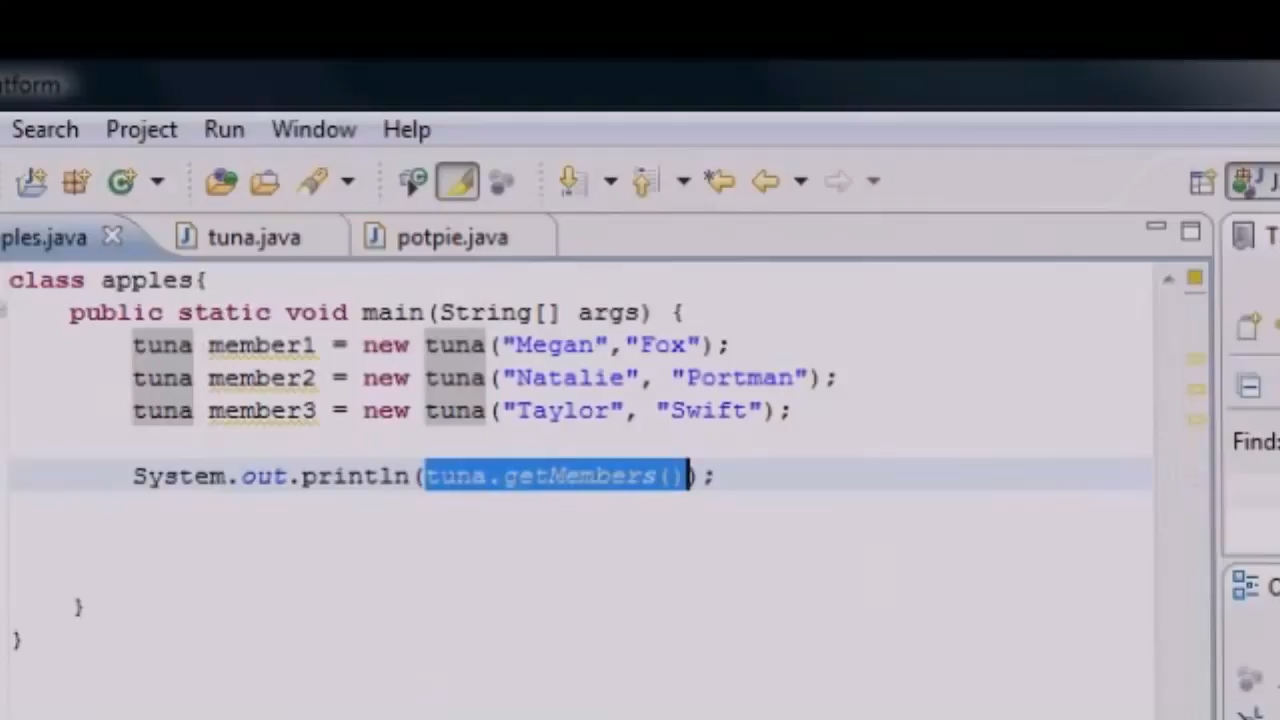 tform
Search Project Run Window Help
ples.java tuna.java potpie.java
class apples{
public static void main(String[] args) {
tuna member1 = new tuna("Megan","Fox");
tuna member2 = new tuna("Natalie", "Portman");
tuna member3 = new tuna("Taylor", "Swift");
System.out.println(tuna.getMembers());
}
}
Find: